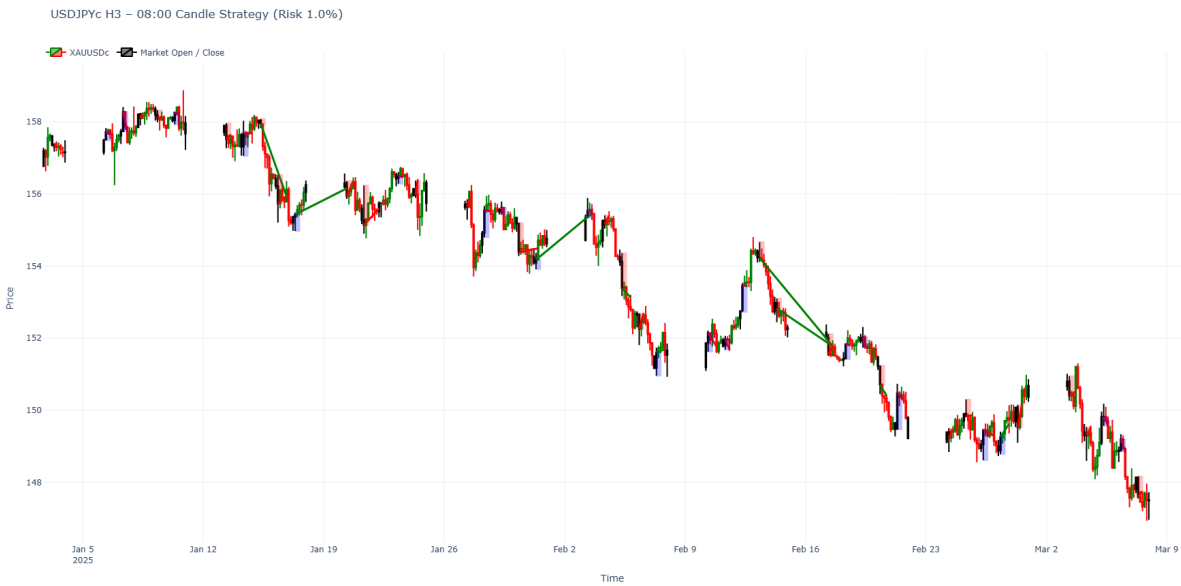 USDJPYc H3 – 08:00 Candle Strategy (Risk 1.0%)
XAUUSDc
Market Open / Close
158
156
154
152
150
148
Price
Jan 5
2025
Jan 12
Jan 19
Jan 26
Feb 2
Feb 9
Feb 16
Feb 23
Mar 2
Mar 9
Time